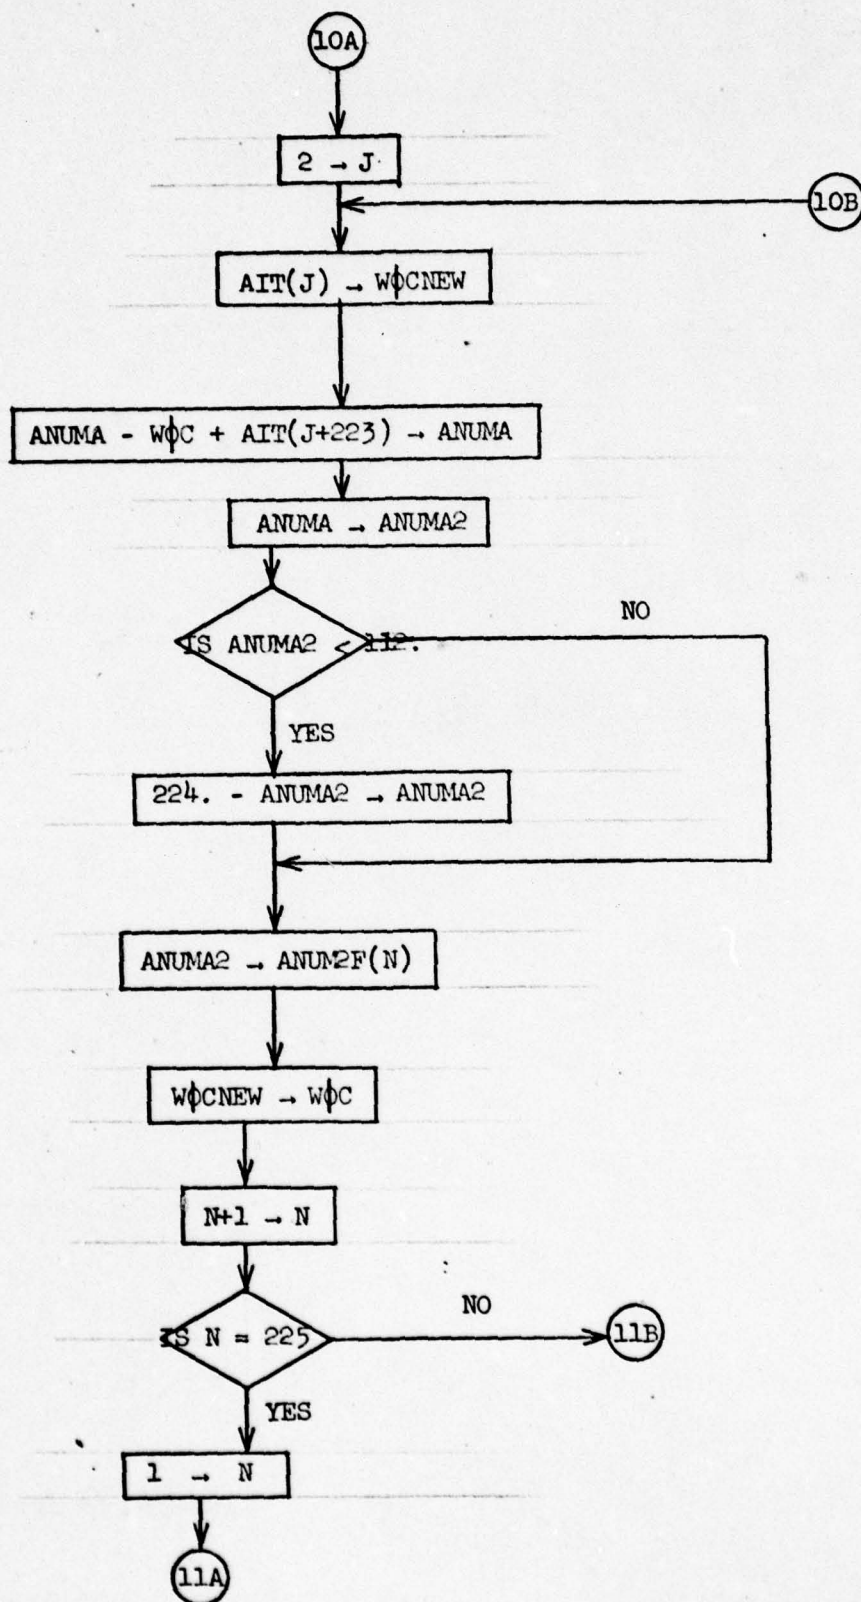 10A
2 → J
10B
AIT(J) → WϕCNEW
ANUMA - WϕC + AIT(J+223) → ANUMA
ANUMA → ANUMA2
IS ANUMA2 < 112.
NO
YES
224. - ANUMA2 → ANUMA2
ANUMA2 → ANUM2F(N)
WϕCNEW → WϕC
N+1 → N
IS N = 225
NO
11B
YES
1 → N
11A